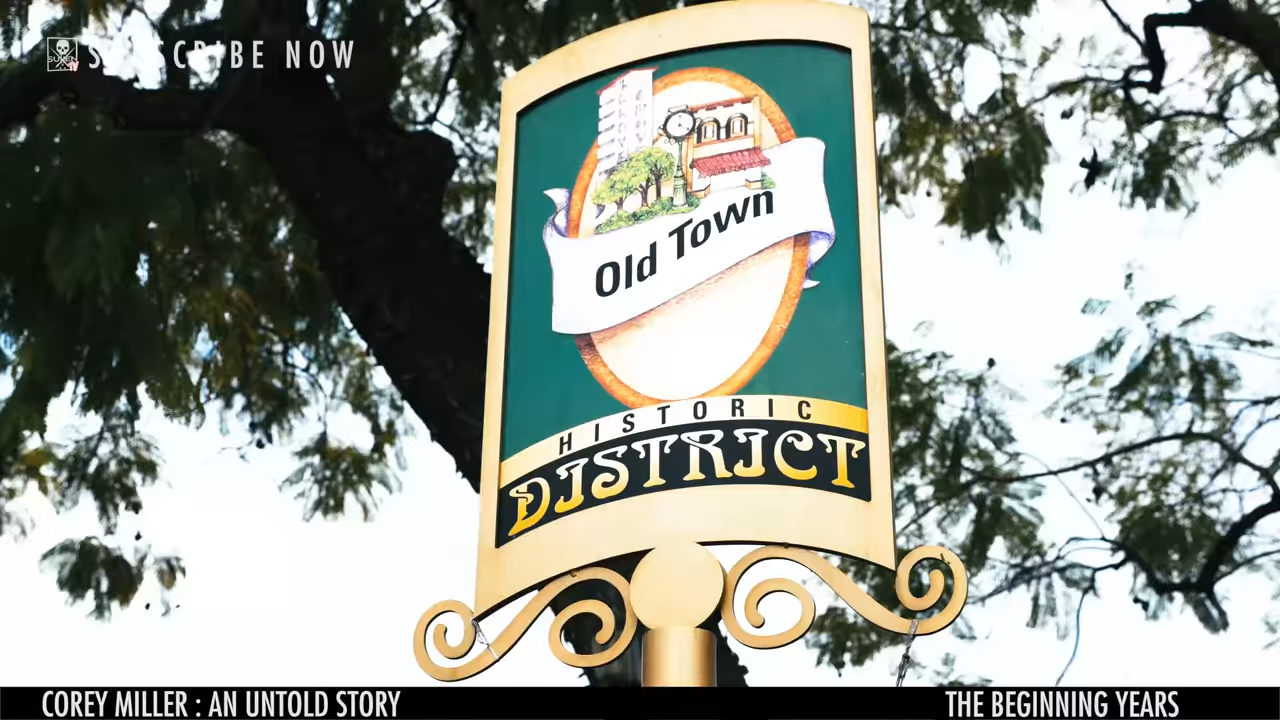 SUBSCRIBE NOW
Old Town
HISTORIC
DISTRICT
COREY MILLER : AN UNTOLD STORY
THE BEGINNING YEARS